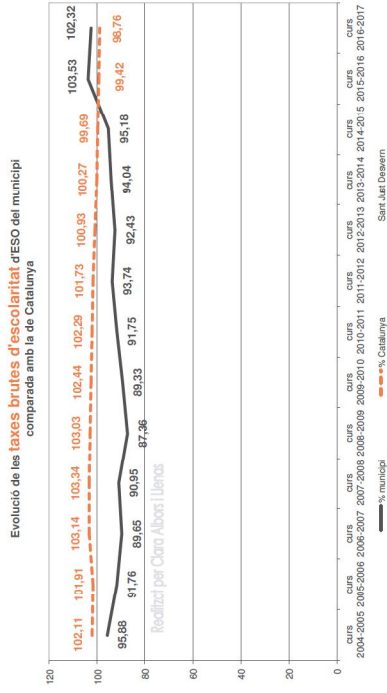 Evolució de les taxes brutes d'escolaritat d'ESO del municipi
comparada amb la de Catalunya
120
100
80
60
40
20
0
102,11 101,91 103,14 103,34 103,03 102,44 102,29 101,73 100,93 100,27 99,69 103,53 102,32
95,88 91,76 89,65 90,95 87,36 89,33 91,75 93,74 92,43 94,04 95,18 99,42 98,76
Realitzat per Clara Albors i Llenas
curs curs curs curs curs curs curs curs curs curs curs curs curs
2004-2005 2005-2006 2006-2007 2007-2008 2008-2009 2009-2010 2010-2011 2011-2012 2012-2013 2013-2014 2014-2015 2015-2016 2016-2017
% municipi % Catalunya Sant Just Desvern